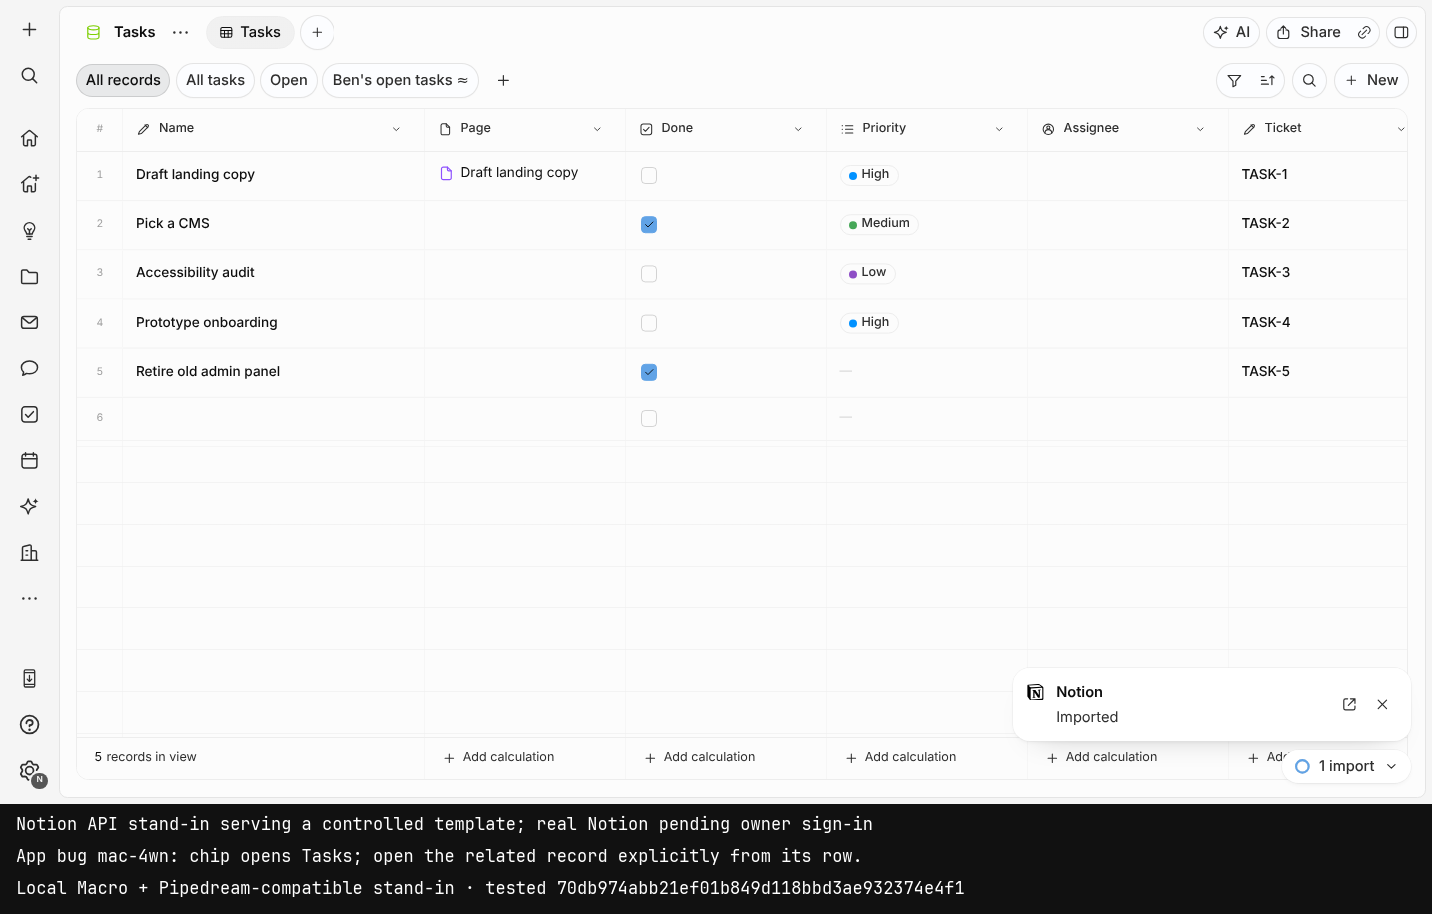 Tasks ··· Tasks +
AI Share
All records All tasks Open Ben's open tasks ≈ +
+ New
# Name Page Done Priority Assignee Ticket
1 Draft landing copy Draft landing copy High TASK-1
2 Pick a CMS Medium TASK-2
3 Accessibility audit Low TASK-3
4 Prototype onboarding High TASK-4
5 Retire old admin panel — TASK-5
6 —
Notion
Imported
5 records in view + Add calculation + Add calculation + Add calculation + Add calculation + Add
1 import
N
Notion API stand-in serving a controlled template; real Notion pending owner sign-in
App bug mac-4wn: chip opens Tasks; open the related record explicitly from its row.
Local Macro + Pipedream-compatible stand-in · tested 70db974abb21ef01b849d118bbd3ae932374e4f1